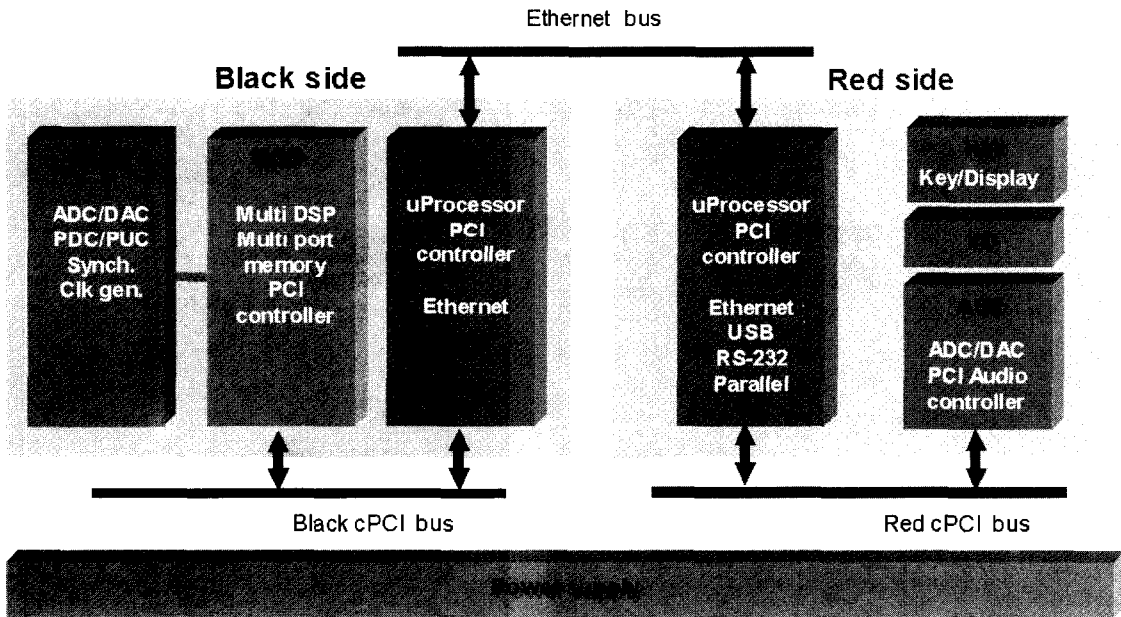 Ethernet bus
Black side
Red side
ADC/DAC
PDC/PUC
Synch.
Clk gen.
Multi DSP
Multi port
memory
PCI
controller
uProcessor
PCI
controller
Ethernet
uProcessor
PCI
controller
Ethernet
USB
RS-232
Parallel
Key/Display
ADC/DAC
PCI Audio
controller
Black cPCI bus
Red cPCI bus
Power supply